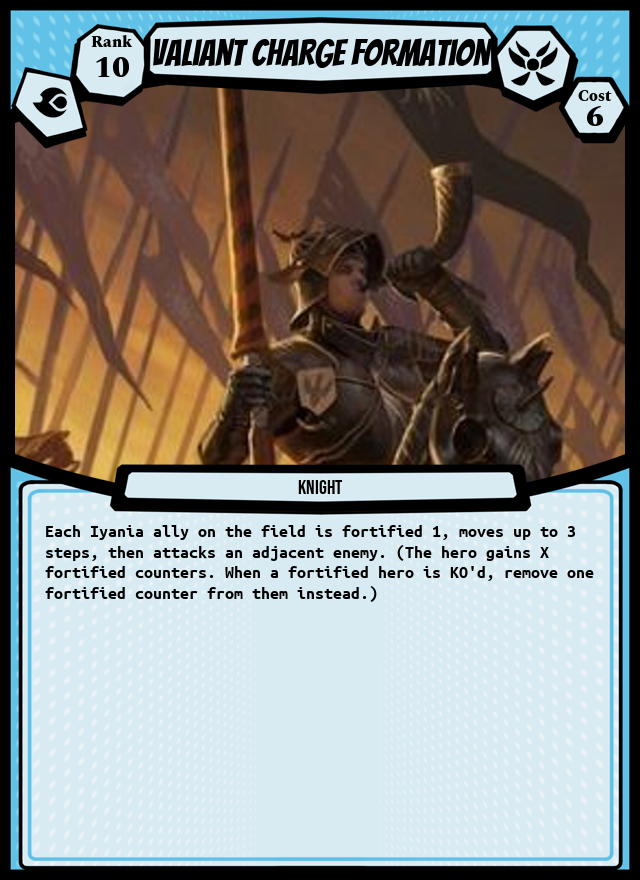 Rank
10
VALIANT CHARGE FORMATION
Cost
6
KNIGHT
Each Iyania ally on the field is fortified 1, moves up to 3
steps, then attacks an adjacent enemy. (The hero gains X
fortified counters. When a fortified hero is KO'd, remove one
fortified counter from them instead.)